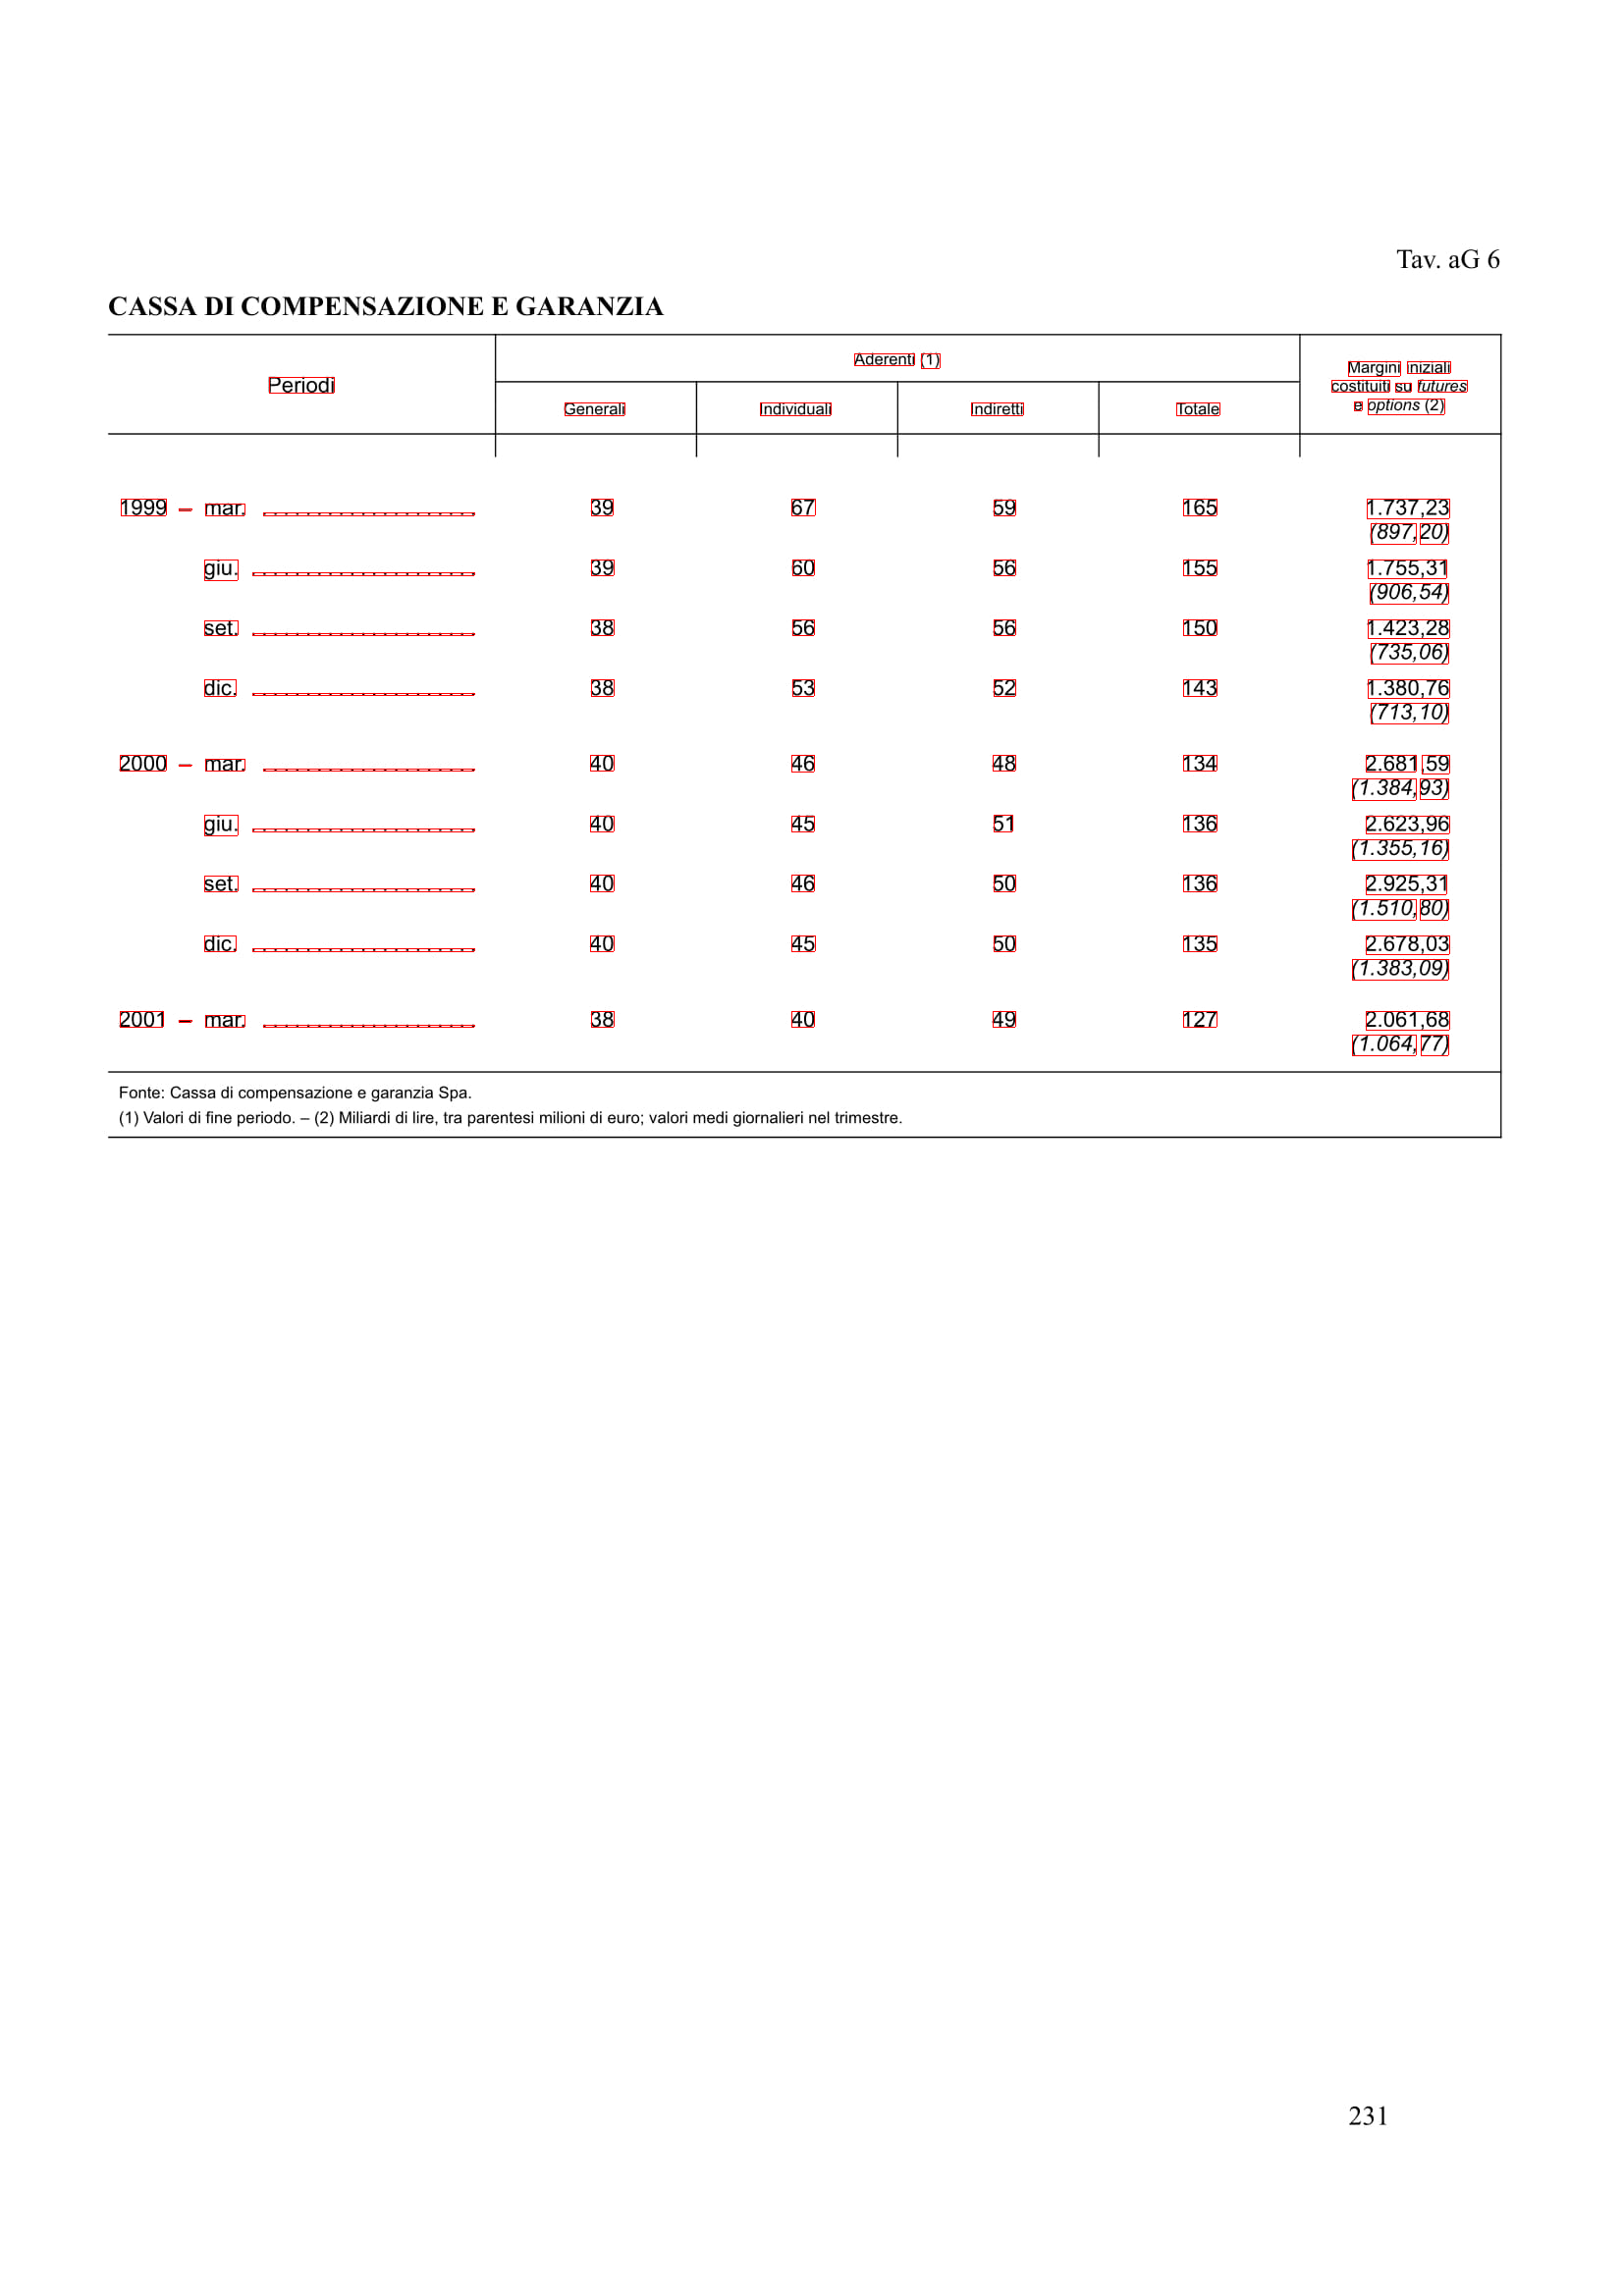 Tav. aG 6
CASSA DI COMPENSAZIONE E GARANZIA
Periodi
Aderenti (1)
Generali Individuali Indiretti Totale
Margini iniziali
costituiti su futures
e options (2)
1999 – mar. . . . . . . . . . . . . . . . . . . . . 39 67 59 165 1.737,23
(897,20)
giu. . . . . . . . . . . . . . . . . . . . . . 39 60 56 155 1.755,31
(906,54)
set. . . . . . . . . . . . . . . . . . . . . . 38 56 56 150 1.423,28
(735,06)
dic. . . . . . . . . . . . . . . . . . . . . . 38 53 52 143 1.380,76
(713,10)
2000 – mar. . . . . . . . . . . . . . . . . . . . . 40 46 48 134 2.681,59
(1.384,93)
giu. . . . . . . . . . . . . . . . . . . . . . 40 45 51 136 2.623,96
(1.355,16)
set. . . . . . . . . . . . . . . . . . . . . . 40 46 50 136 2.925,31
(1.510,80)
dic. . . . . . . . . . . . . . . . . . . . . . 40 45 50 135 2.678,03
(1.383,09)
2001 – mar. . . . . . . . . . . . . . . . . . . . . 38 40 49 127 2.061,68
(1.064,77)
Fonte: Cassa di compensazione e garanzia Spa.
(1) Valori di fine periodo. – (2) Miliardi di lire, tra parentesi milioni di euro; valori medi giornalieri nel trimestre.
231